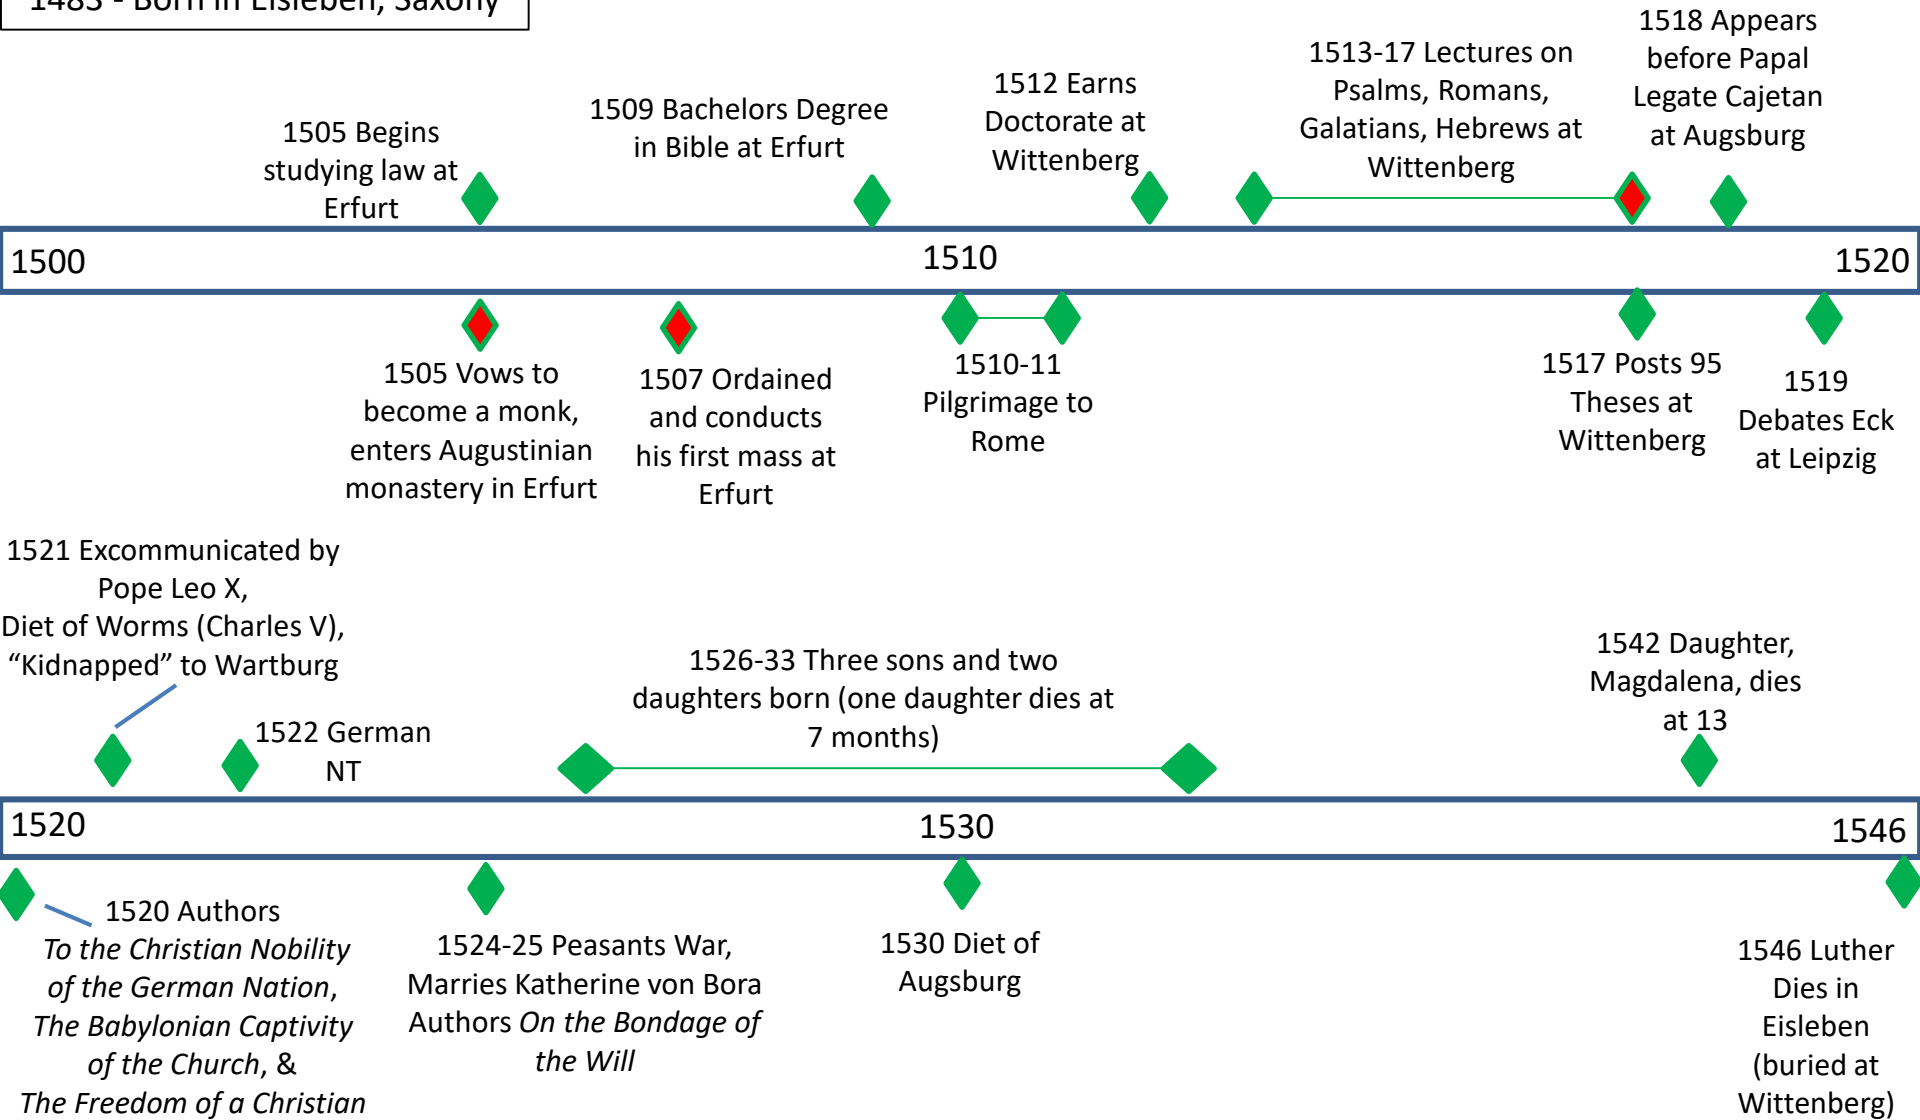 1483 - Born in Eisleben, Saxony
1505 Begins
studying law at
Erfurt
1509 Bachelors Degree
in Bible at Erfurt
1512 Earns
Doctorate at
Wittenberg
1513-17 Lectures on
Psalms, Romans,
Galatians, Hebrews at
Wittenberg
1518 Appears
before Papal
Legate Cajetan
at Augsburg
1500
1510
1520
1505 Vows to
become a monk,
enters Augustinian
monastery in Erfurt
1507 Ordained
and conducts
his first mass at
Erfurt
1510-11
Pilgrimage to
Rome
1517 Posts 95
Theses at
Wittenberg
1519
Debates Eck
at Leipzig
1521 Excommunicated by
Pope Leo X,
Diet of Worms (Charles V),
“Kidnapped” to Wartburg
1522 German
NT
1526-33 Three sons and two
daughters born (one daughter dies at
7 months)
1542 Daughter,
Magdalena, dies
at 13
1520
1530
1546
1520 Authors
To the Christian Nobility
of the German Nation,
The Babylonian Captivity
of the Church, &
The Freedom of a Christian
1524-25 Peasants War,
Marries Katherine von Bora
Authors On the Bondage of
the Will
1530 Diet of
Augsburg
1546 Luther
Dies in
Eisleben
(buried at
Wittenberg)